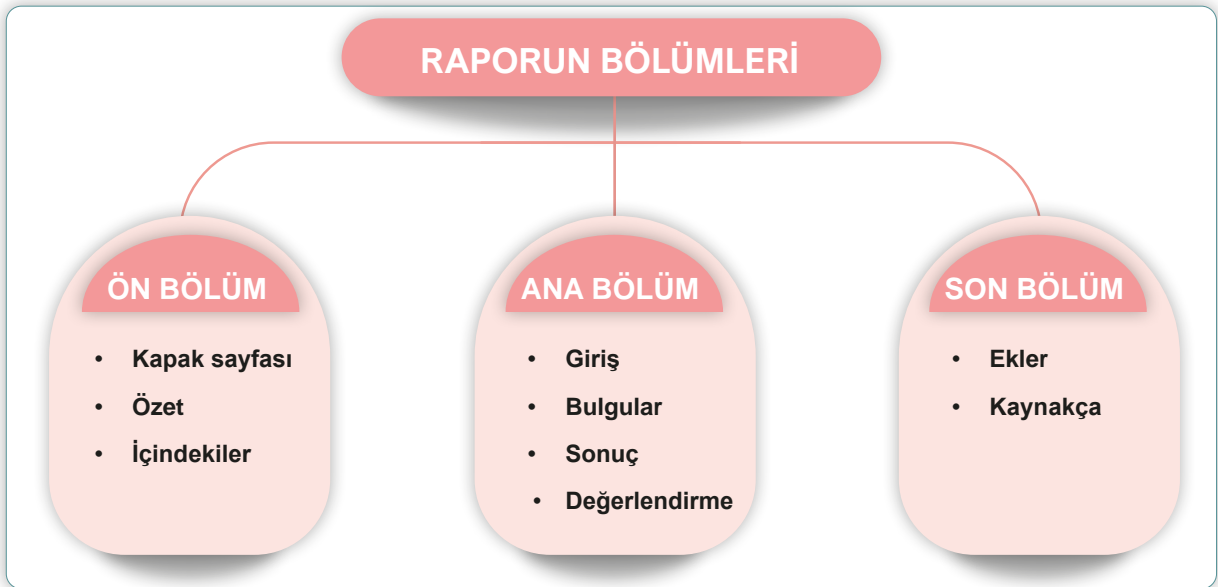 RAPORUN BÖLÜMLERİ
ÖN BÖLÜM
• Kapak sayfası
• Özet
• İçindekiler
ANA BÖLÜM
• Giriş
• Bulgular
• Sonuç
• Değerlendirme
SON BÖLÜM
• Ekler
• Kaynakça